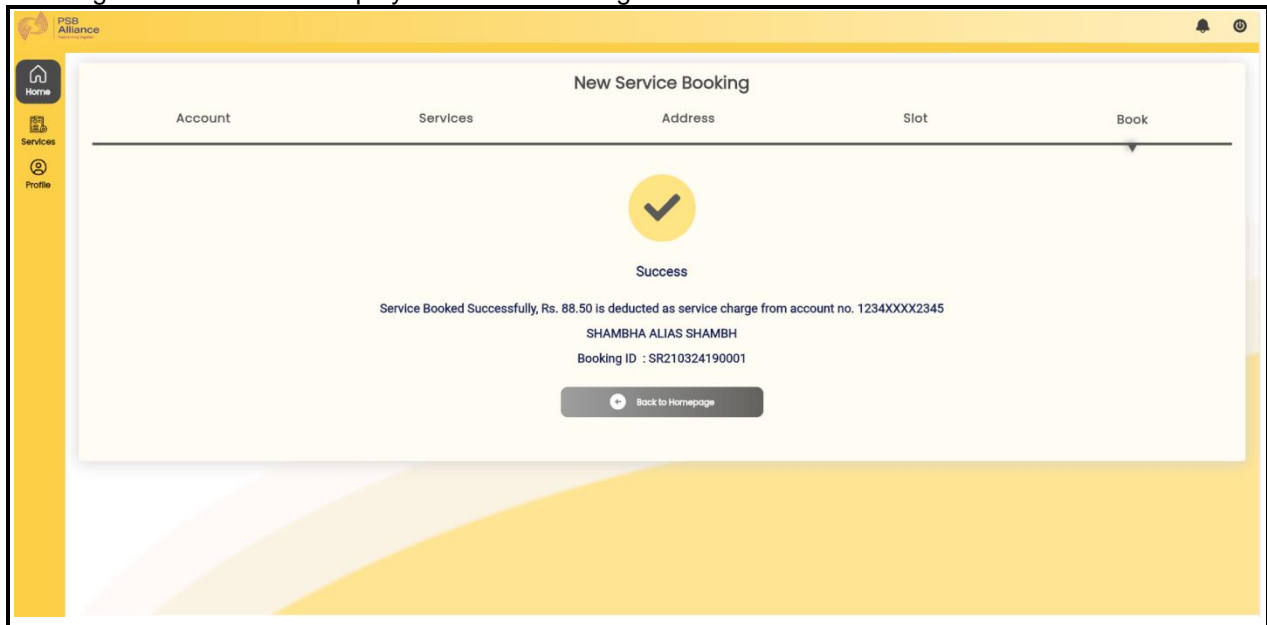 PSB
Alliance
Home
Services
Profile
New Service Booking
Account Services Address Slot Book
Success
Service Booked Successfully, Rs. 88.50 is deducted as service charge from account no. 1234XXXX2345
SHAMBHA ALIAS SHAMBH
Booking ID : SR210324190001
Back to Homepage